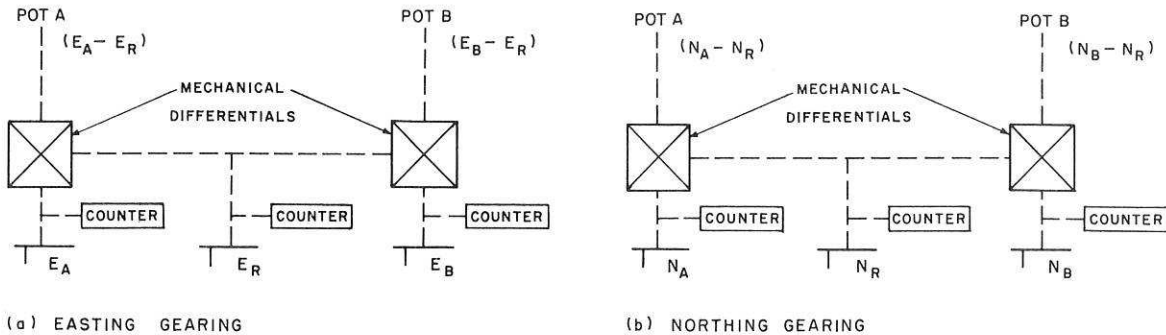 POT A
(E_A – E_R)
POT B
(E_B – E_R)
MECHANICAL
DIFFERENTIALS
COUNTER
COUNTER
COUNTER
E_A
E_R
E_B
(a) EASTING GEARING
POT A
(N_A – N_R)
POT B
(N_B – N_R)
MECHANICAL
DIFFERENTIALS
COUNTER
COUNTER
COUNTER
N_A
N_R
N_B
(b) NORTHING GEARING